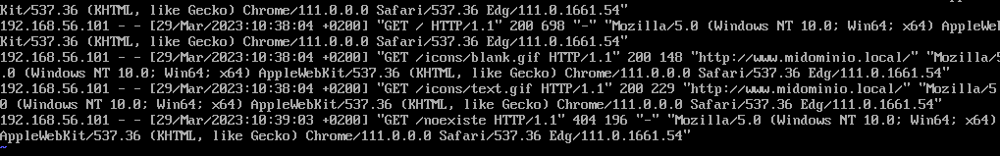 Kit/537.36 (KHTML, like Gecko) Chrome/111.0.0.0 Safari/537.36 Edg/111.0.1661.54"
192.168.56.101 - - [29/Mar/2023:10:38:04 +0200] "GET / HTTP/1.1" 200 698 "-" "Mozilla/5.0 (Windows NT 10.0; Win64; x64) AppleWeb
Kit/537.36 (KHTML, like Gecko) Chrome/111.0.0.0 Safari/537.36 Edg/111.0.1661.54"
192.168.56.101 - - [29/Mar/2023:10:38:04 +0200] "GET /icons/blank.gif HTTP/1.1" 200 148 "http://www.midominio.local/" "Mozilla/5
.0 (Windows NT 10.0; Win64; x64) AppleWebKit/537.36 (KHTML, like Gecko) Chrome/111.0.0.0 Safari/537.36 Edg/111.0.1661.54"
192.168.56.101 - - [29/Mar/2023:10:38:04 +0200] "GET /icons/text.gif HTTP/1.1" 200 229 "http://www.midominio.local/" "Mozilla/5.
0 (Windows NT 10.0; Win64; x64) AppleWebKit/537.36 (KHTML, like Gecko) Chrome/111.0.0.0 Safari/537.36 Edg/111.0.1661.54"
192.168.56.101 - - [29/Mar/2023:10:39:03 +0200] "GET /noexiste HTTP/1.1" 404 196 "-" "Mozilla/5.0 (Windows NT 10.0; Win64; x64)
AppleWebKit/537.36 (KHTML, like Gecko) Chrome/111.0.0.0 Safari/537.36 Edg/111.0.1661.54"
~